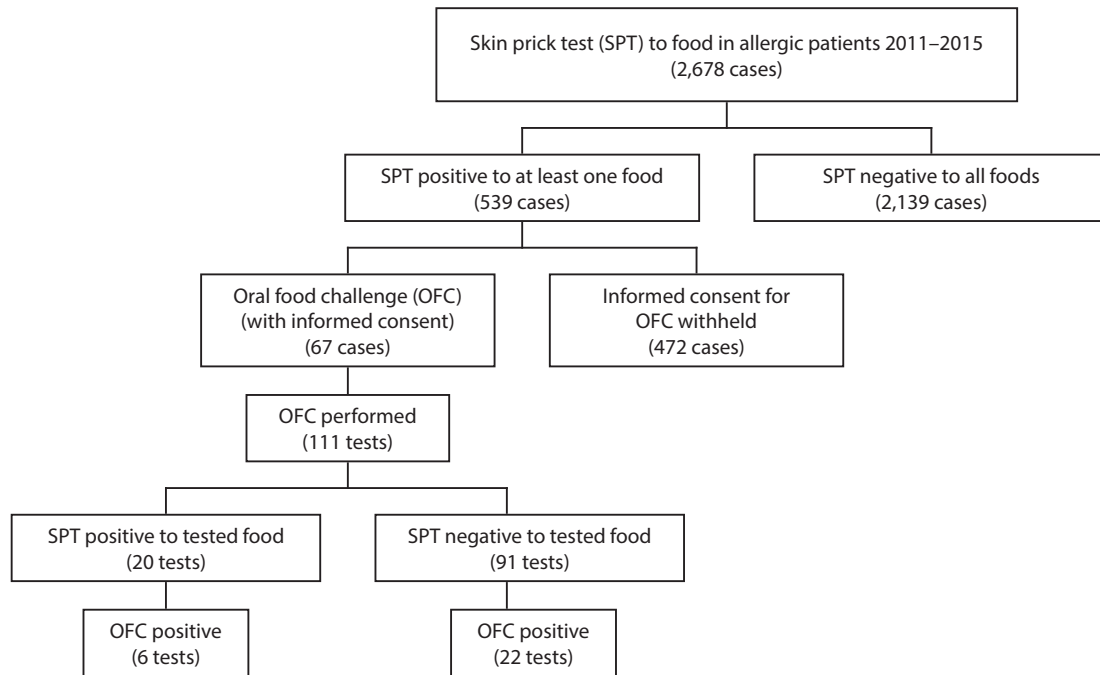 Skin prick test (SPT) to food in allergic patients 2011–2015
(2,678 cases)
SPT positive to at least one food
(539 cases)
SPT negative to all foods
(2,139 cases)
Oral food challenge (OFC)
(with informed consent)
(67 cases)
Informed consent for
OFC withheld
(472 cases)
OFC performed
(111 tests)
SPT positive to tested food
(20 tests)
SPT negative to tested food
(91 tests)
OFC positive
(6 tests)
OFC positive
(22 tests)